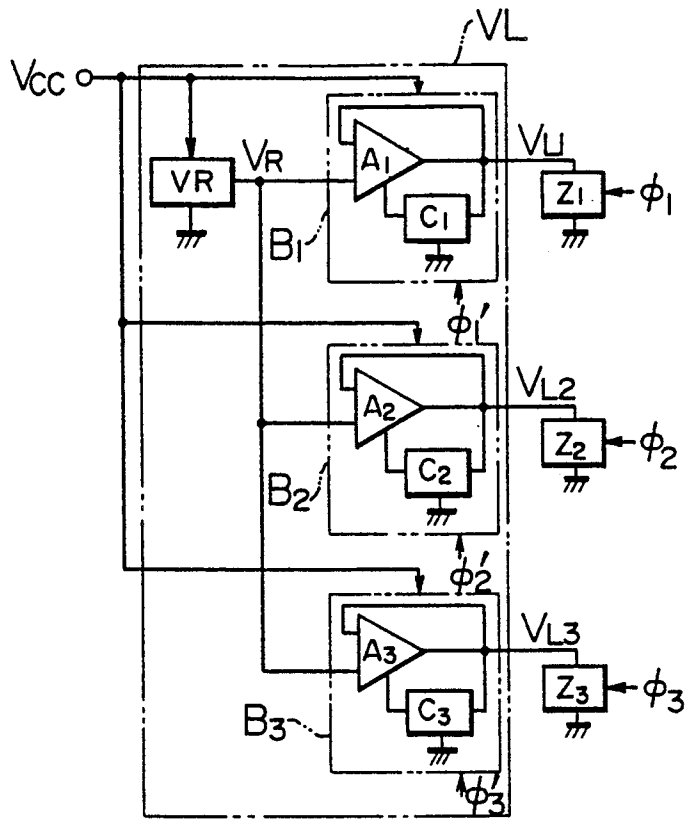 VL
VCC
VR
VR
A1
C1
B1
VL1
Z1
ϕ1
ϕ1'
A2
C2
B2
VL2
Z2
ϕ2
ϕ2'
A3
C3
B3
VL3
Z3
ϕ3
ϕ3'